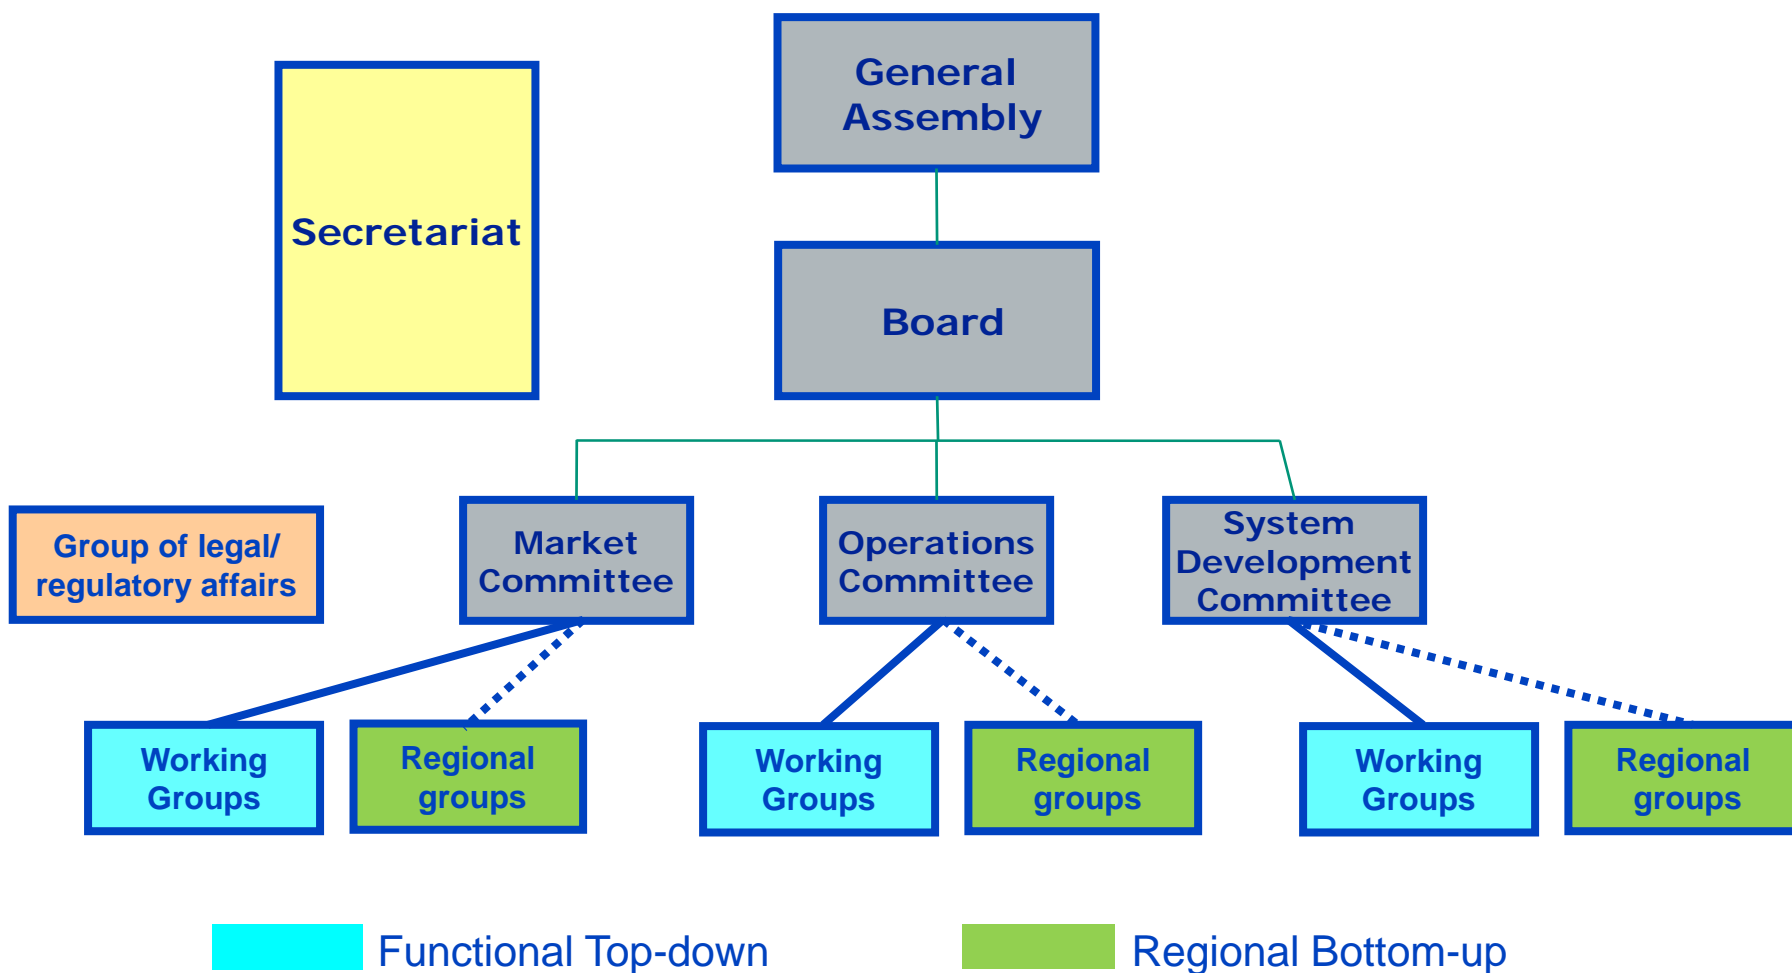 General
Assembly
Secretariat
Board
Group of legal/
regulatory affairs
Market
Committee
Operations
Committee
System
Development
Committee
Working
Groups
Regional
groups
Working
Groups
Regional
groups
Working
Groups
Regional
groups
Functional Top-down
Regional Bottom-up